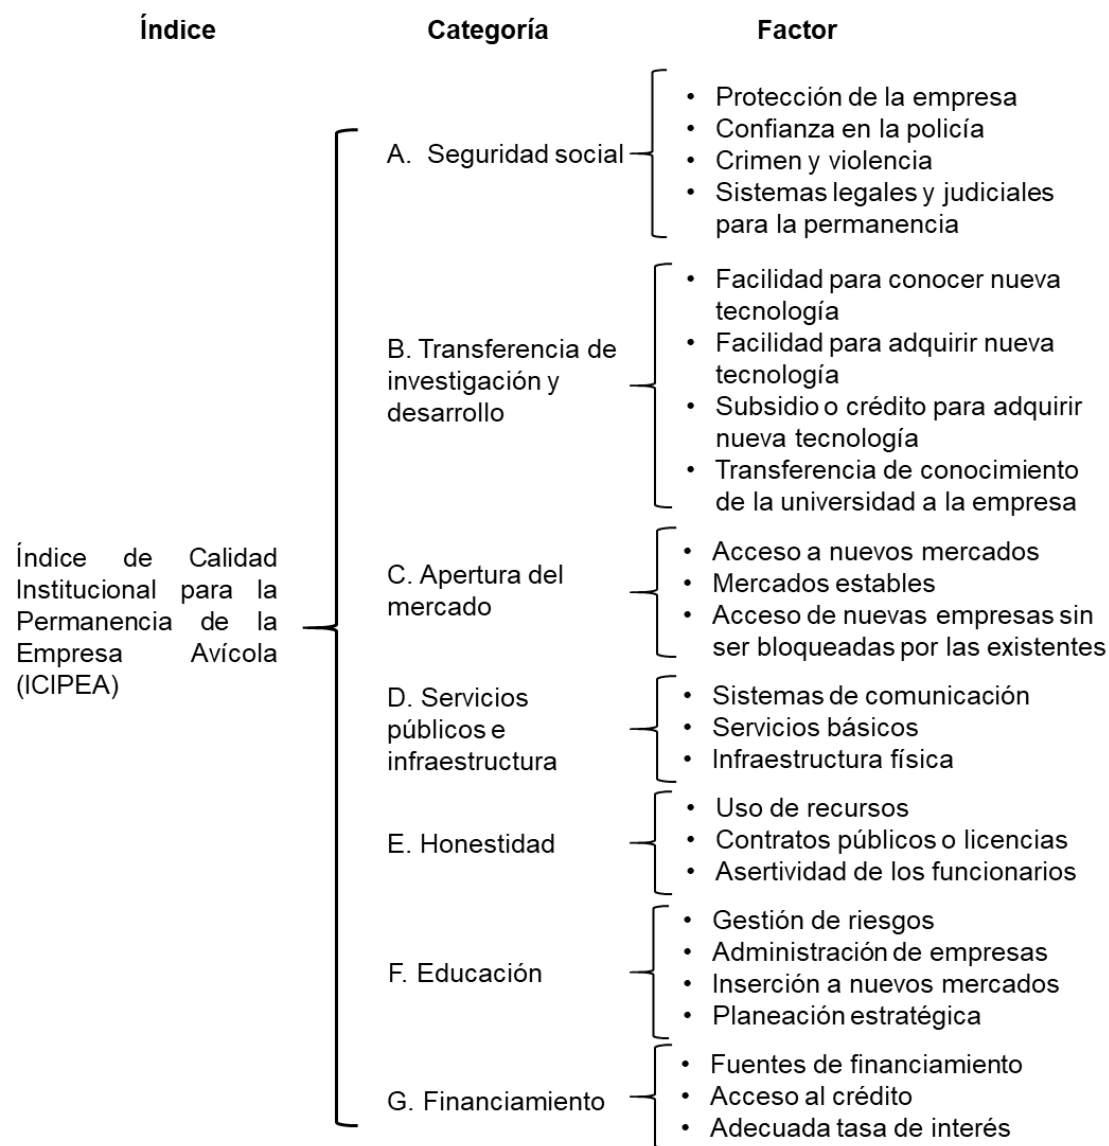 Índice Categoría Factor
Índice de Calidad
Institucional para la
Permanencia de la
Empresa Avícola
(ICIPEA)
A. Seguridad social
• Protección de la empresa
• Confianza en la policía
• Crimen y violencia
• Sistemas legales y judiciales
para la permanencia
B. Transferencia de
investigación y
desarrollo
• Facilidad para conocer nueva
tecnología
• Facilidad para adquirir nueva
tecnología
• Subsidio o crédito para adquirir
nueva tecnología
• Transferencia de conocimiento
de la universidad a la empresa
C. Apertura del
mercado
• Acceso a nuevos mercados
• Mercados estables
• Acceso de nuevas empresas sin
ser bloqueadas por las existentes
D. Servicios
públicos e
infraestructura
• Sistemas de comunicación
• Servicios básicos
• Infraestructura física
E. Honestidad
• Uso de recursos
• Contratos públicos o licencias
• Asertividad de los funcionarios
F. Educación
• Gestión de riesgos
• Administración de empresas
• Inserción a nuevos mercados
• Planeación estratégica
G. Financiamiento
• Fuentes de financiamiento
• Acceso al crédito
• Adecuada tasa de interés